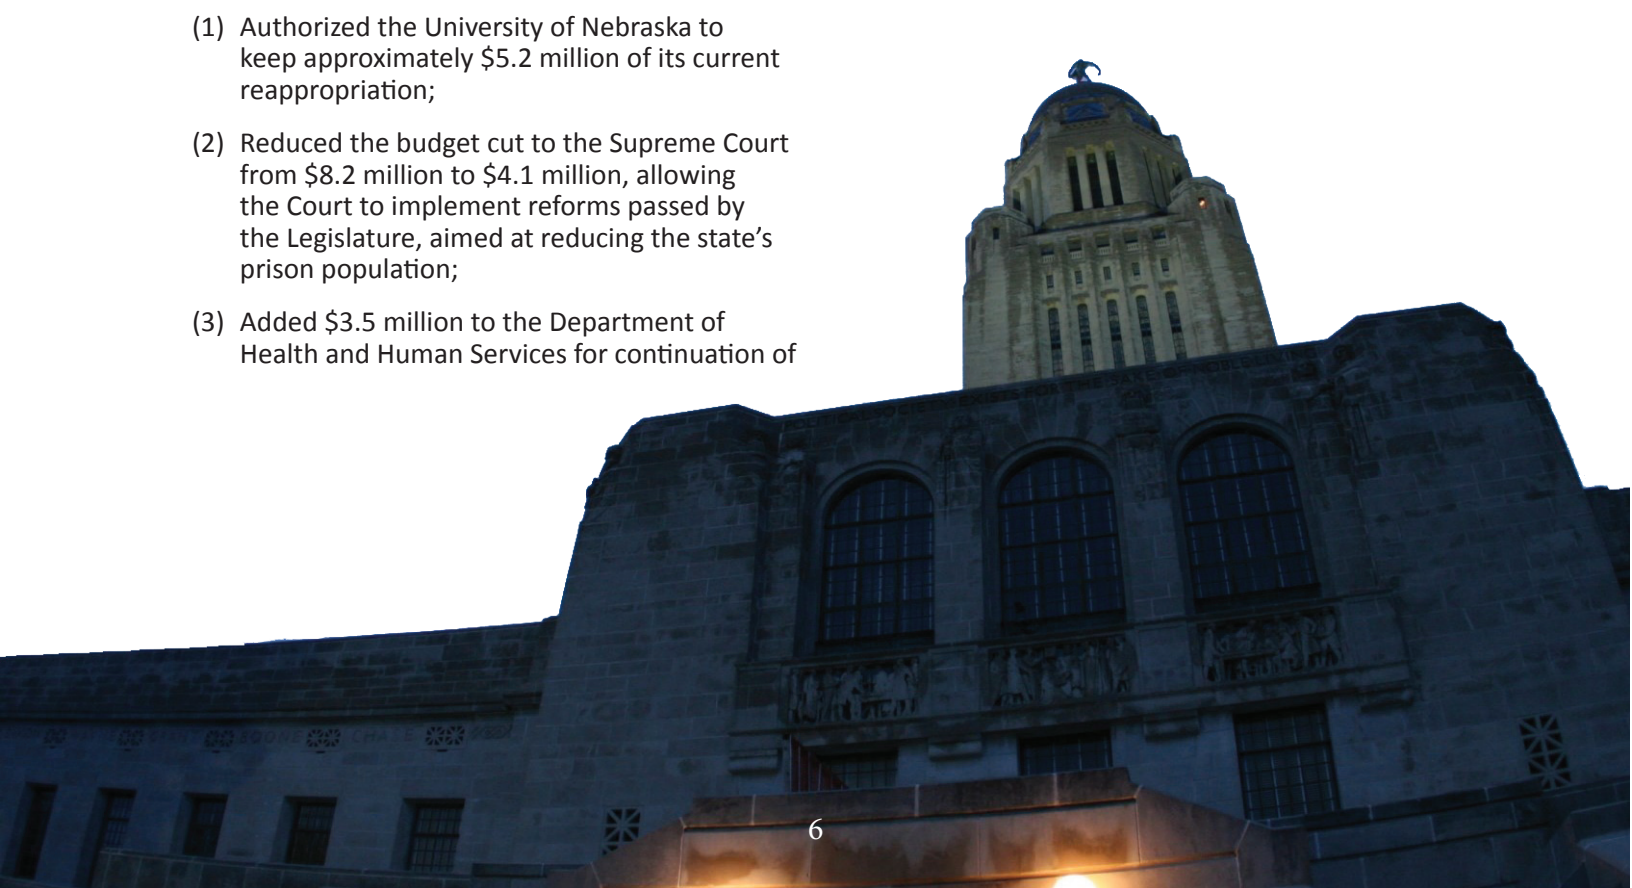 (1) Authorized the University of Nebraska to
keep approximately $5.2 million of its current
reappropriation;
(2) Reduced the budget cut to the Supreme Court
from $8.2 million to $4.1 million, allowing
the Court to implement reforms passed by
the Legislature, aimed at reducing the state’s
prison population;
(3) Added $3.5 million to the Department of
Health and Human Services for continuation of
BOONE
6